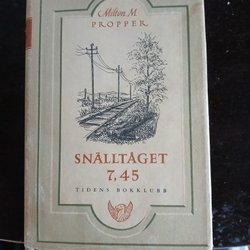 Milton M.
PROPPER
SNÄLLTÅGET
7,45
TIDENS BOKKLUBB